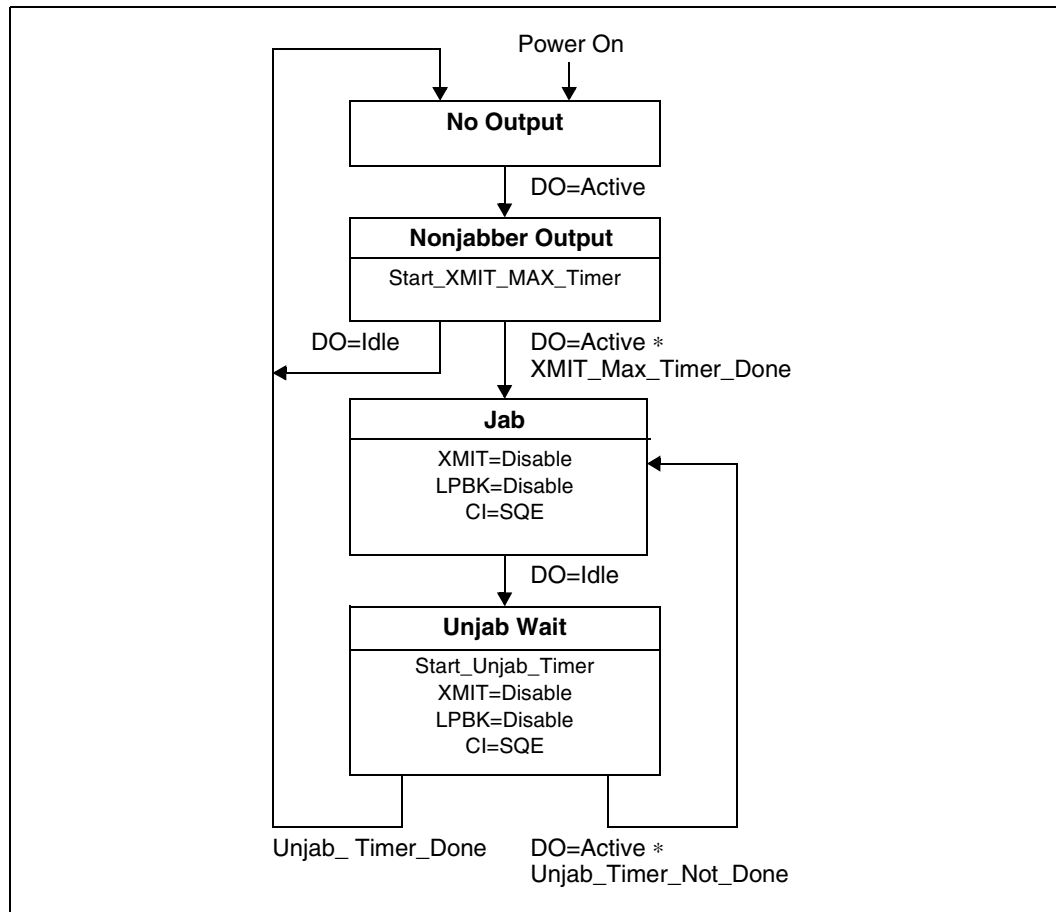 Power On
No Output
DO=Active
Nonjabber Output
Start_XMIT_MAX_Timer
DO=Idle
DO=Active *
XMIT_Max_Timer_Done
Jab
XMIT=Disable
LPBK=Disable
CI=SQE
DO=Idle
Unjab Wait
Start_Unjab_Timer
XMIT=Disable
LPBK=Disable
CI=SQE
Unjab_ Timer_Done
DO=Active *
Unjab_Timer_Not_Done